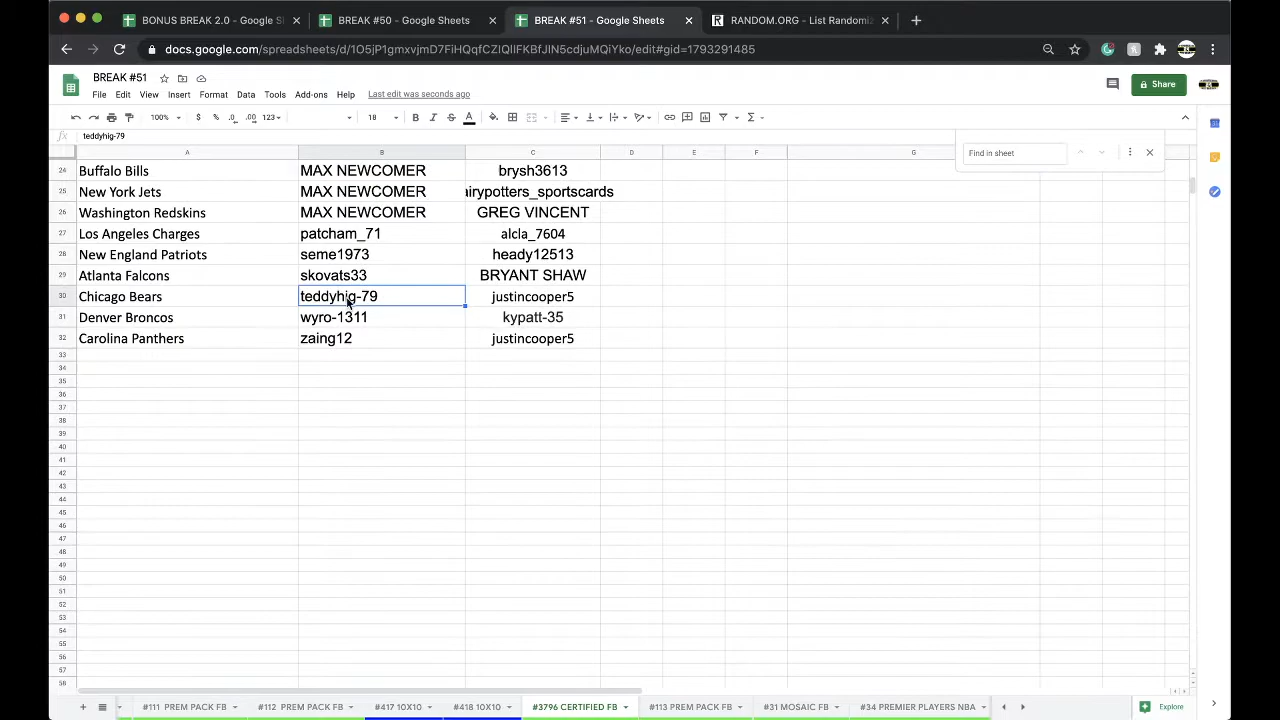 BONUS BREAK 2.0 - Google S
BREAK #50 - Google Sheets
BREAK #51 - Google Sheets
RANDOM.ORG - List Randomiz
docs.google.com/spreadsheets/d/1O5jP1gmxvjmD7FiHQqfCZIQlIFKBfJIN5cdjuMQiYko/edit#gid=1793291485
BREAK #51
File Edit View Insert Format Data Tools Add-ons Help Last edit was seconds ago
Share
100% $ % .0 .00 123 18 B I S A
fx teddyhig-79
Find in sheet
A B C D E F G
24 Buffalo Bills MAX NEWCOMER brysh3613
25 New York Jets MAX NEWCOMER airypotters_sportscards
26 Washington Redskins MAX NEWCOMER GREG VINCENT
27 Los Angeles Charges patcham_71 alcla_7604
28 New England Patriots seme1973 heady12513
29 Atlanta Falcons skovats33 BRYANT SHAW
30 Chicago Bears teddyhig-79 justincooper5
31 Denver Broncos wyro-1311 kypatt-35
32 Carolina Panthers zaing12 justincooper5
33
34
35
36
37
38
39
40
41
42
43
44
45
46
47
48
49
50
51
52
53
54
55
56
57
58
#111 PREM PACK FB #112 PREM PACK FB #417 10X10 #418 10X10 #3796 CERTIFIED FB #113 PREM PACK FB #31 MOSAIC FB #34 PREMIER PLAYERS NBA Explore